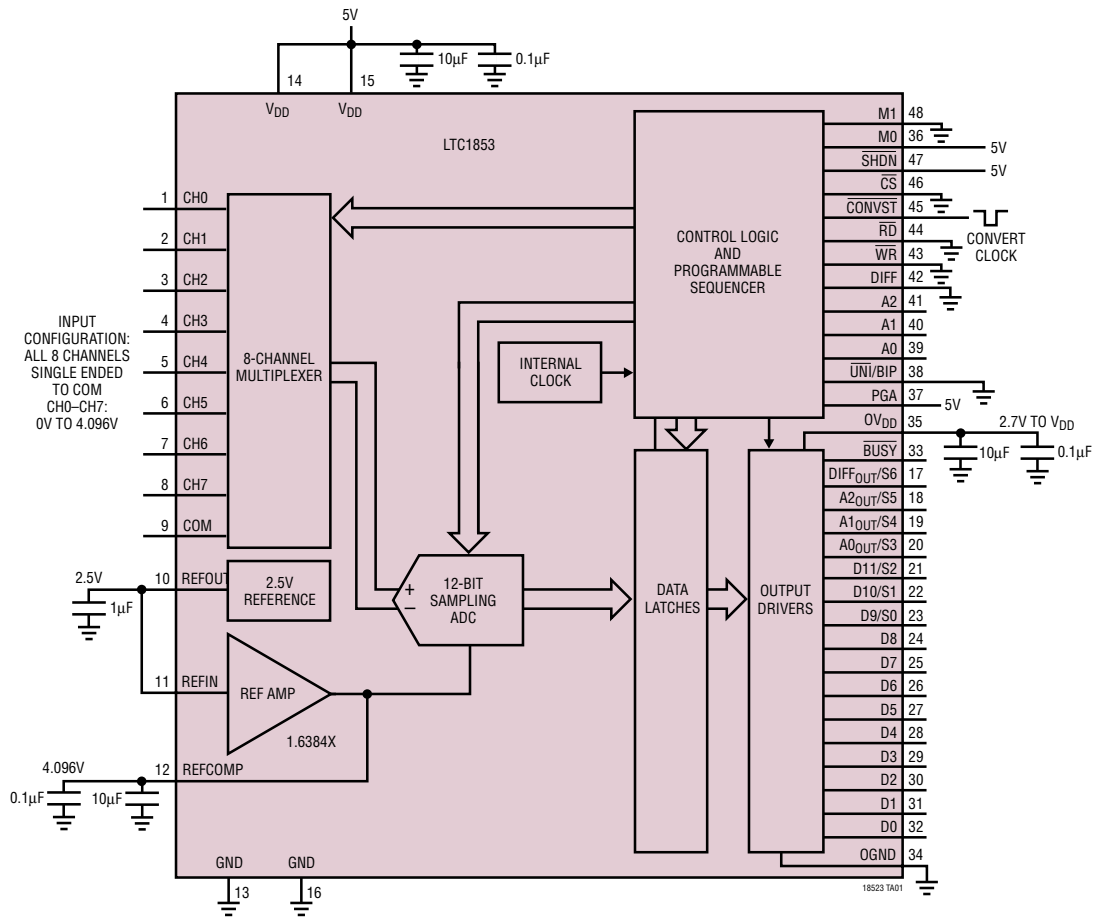 5V
10µF
0.1µF
14
15
VDD
VDD
LTC1853
1 CH0
2 CH1
3 CH2
4 CH3
5 CH4
6 CH5
7 CH6
8 CH7
9 COM
INPUT
CONFIGURATION:
ALL 8 CHANNELS
SINGLE ENDED
TO COM
CH0–CH7:
0V TO 4.096V
8-CHANNEL
MULTIPLEXER
CONTROL LOGIC
AND
PROGRAMMABLE
SEQUENCER
INTERNAL
CLOCK
2.5V
1µF
10 REFOUT
2.5V
REFERENCE
11 REFIN
REF AMP
1.6384X
4.096V
12 REFCOMP
0.1µF
10µF
12-BIT
SAMPLING
ADC
+
–
DATA
LATCHES
OUTPUT
DRIVERS
M1 48
M0 36 5V
SHDN 47 5V
CS 46
CONVST 45
CONVERT
CLOCK
RD 44
WR 43
DIFF 42
A2 41
A1 40
A0 39
UNI/BIP 38
PGA 37 5V
OVDD 35 2.7V TO VDD
10µF
0.1µF
BUSY 33
DIFFOUT/S6 17
A2OUT/S5 18
A1OUT/S4 19
A0OUT/S3 20
D11/S2 21
D10/S1 22
D9/S0 23
D8 24
D7 25
D6 26
D5 27
D4 28
D3 29
D2 30
D1 31
D0 32
OGND 34
GND
13
GND
16
18523 TA01